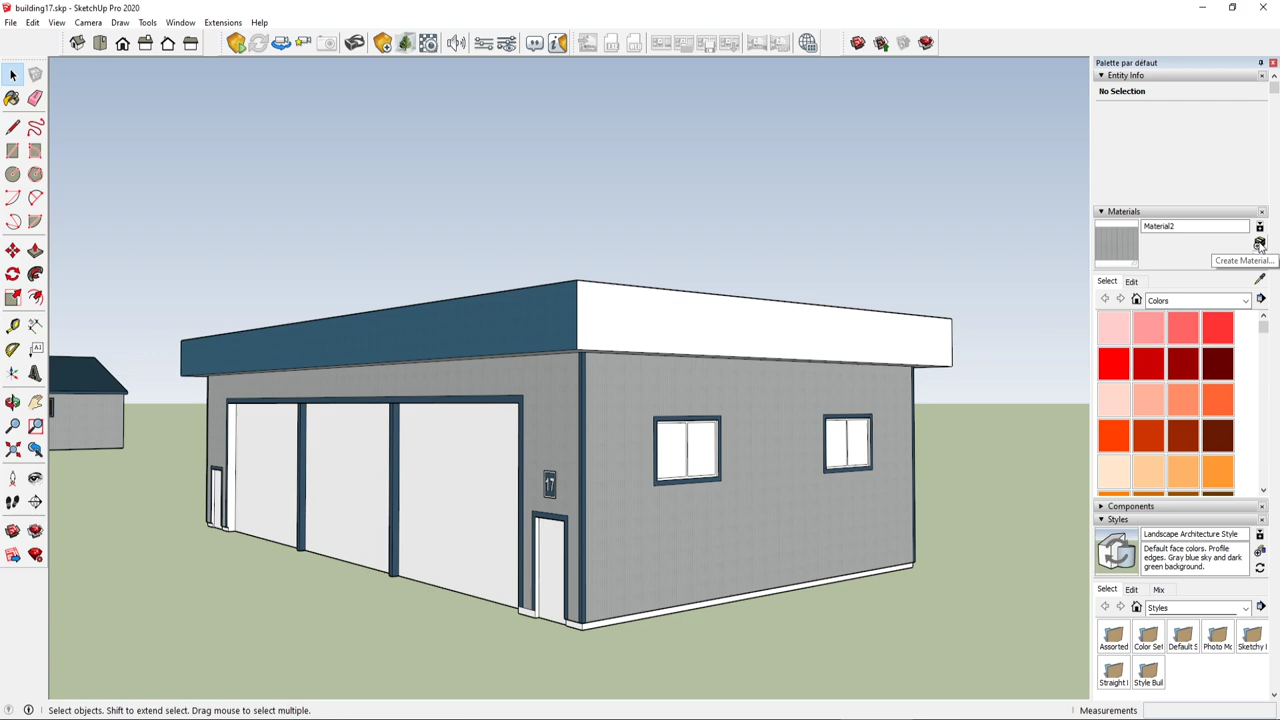 building17.skp - SketchUp Pro 2020
File Edit View Camera Draw Tools Window Extensions Help
Palette par défaut
Entity Info
No Selection
Materials
Material2
Create Material...
Select Edit
Colors
17
Components
Styles
Landscape Architecture Style
Default face colors. Profile
edges. Gray blue sky and dark
green background.
Select Edit Mix
Styles
Assorted Color Set Default S Photo Mo Sketchy I
Straight I Style Buil
Select objects. Shift to extend select. Drag mouse to select multiple.
Measurements